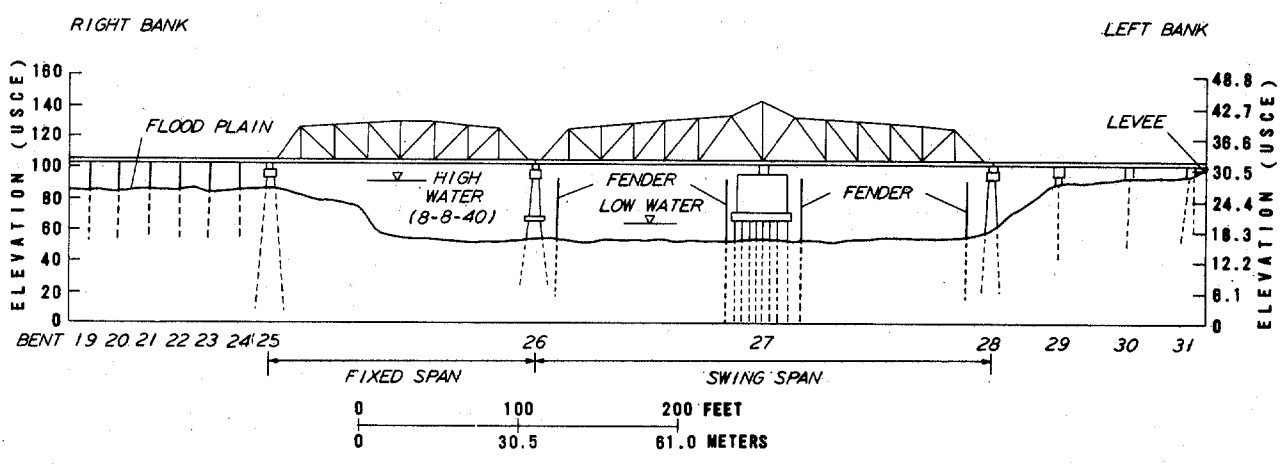 RIGHT BANK
LEFT BANK
ELEVATION (USCE)
160
140
120
100
80
60
40
20
0
FLOOD PLAIN
HIGH
WATER
(8-8-40)
FENDER
LOW WATER
FENDER
LEVEE
48.8
42.7
36.6
30.5
24.4
18.3
12.2
6.1
0
ELEVATION (USCE)
BENT 19 20 21 22 23 24 25 26 27 28 29 30 31
FIXED SPAN
SWING SPAN
0 100 200 FEET
0 30.5 61.0 METERS